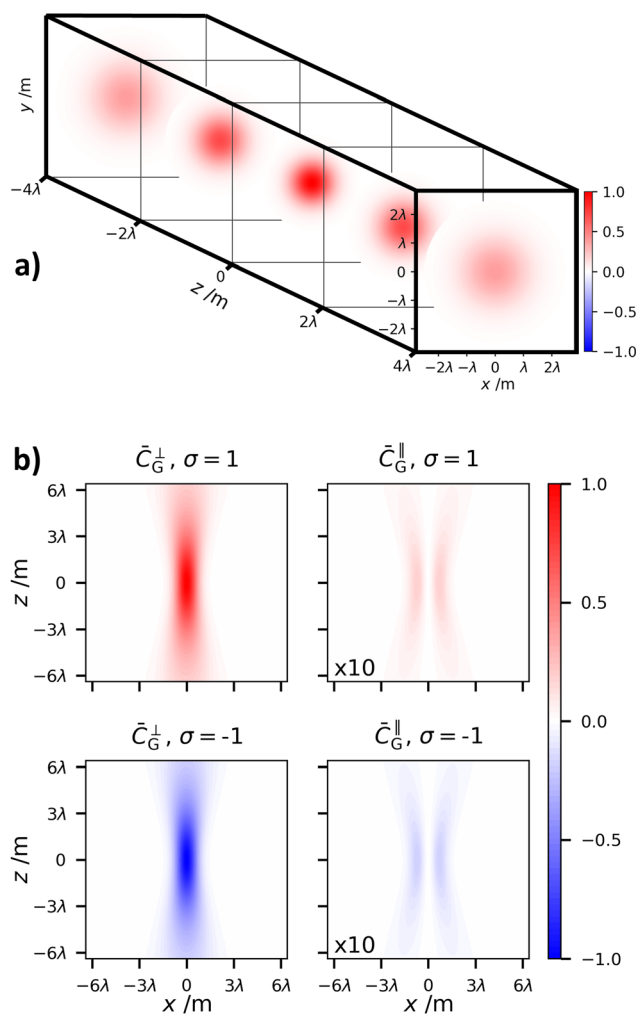 y /m
−4λ
−2λ
0
2λ
4λ
z /m
a)
2λ
λ
0
−λ
−2λ
−2λ −λ 0 λ 2λ
x /m
1.0
0.5
0.0
−0.5
−1.0
b)
C̄_G^⊥, σ = 1
C̄_G^∥, σ = 1
z /m
6λ
3λ
0
−3λ
−6λ
x10
C̄_G^⊥, σ = -1
C̄_G^∥, σ = -1
z /m
6λ
3λ
0
−3λ
−6λ
x10
−6λ −3λ 0 3λ 6λ
x /m
−6λ −3λ 0 3λ 6λ
x /m
1.0
0.5
0.0
−0.5
−1.0